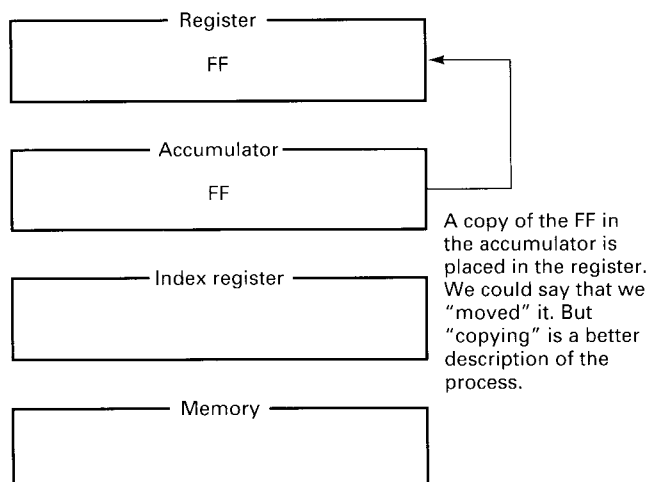 Register
FF
Accumulator
FF
A copy of the FF in
the accumulator is
placed in the register.
We could say that we
“moved” it. But
“copying” is a better
description of the
process.
Index register
Memory